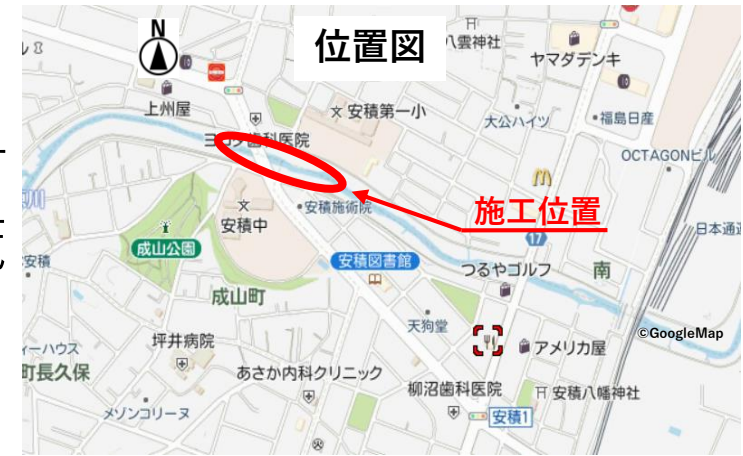 位置図
N
八雲神社
ヤマダデンキ
上州屋
安積第一小
大公ハイツ
福島日産
ヨコタ歯科医院
OCTAGONビル
施工位置
安積中
安積施術院
17
日本通運
成山公園
安積図書館
つるやゴルフ
南
成山町
天狗堂
©GoogleMap
坪井病院
アメリカ屋
町長久保
あさか内科クリニック
柳沼歯科医院
安積八幡神社
メゾンコリーヌ
安積1